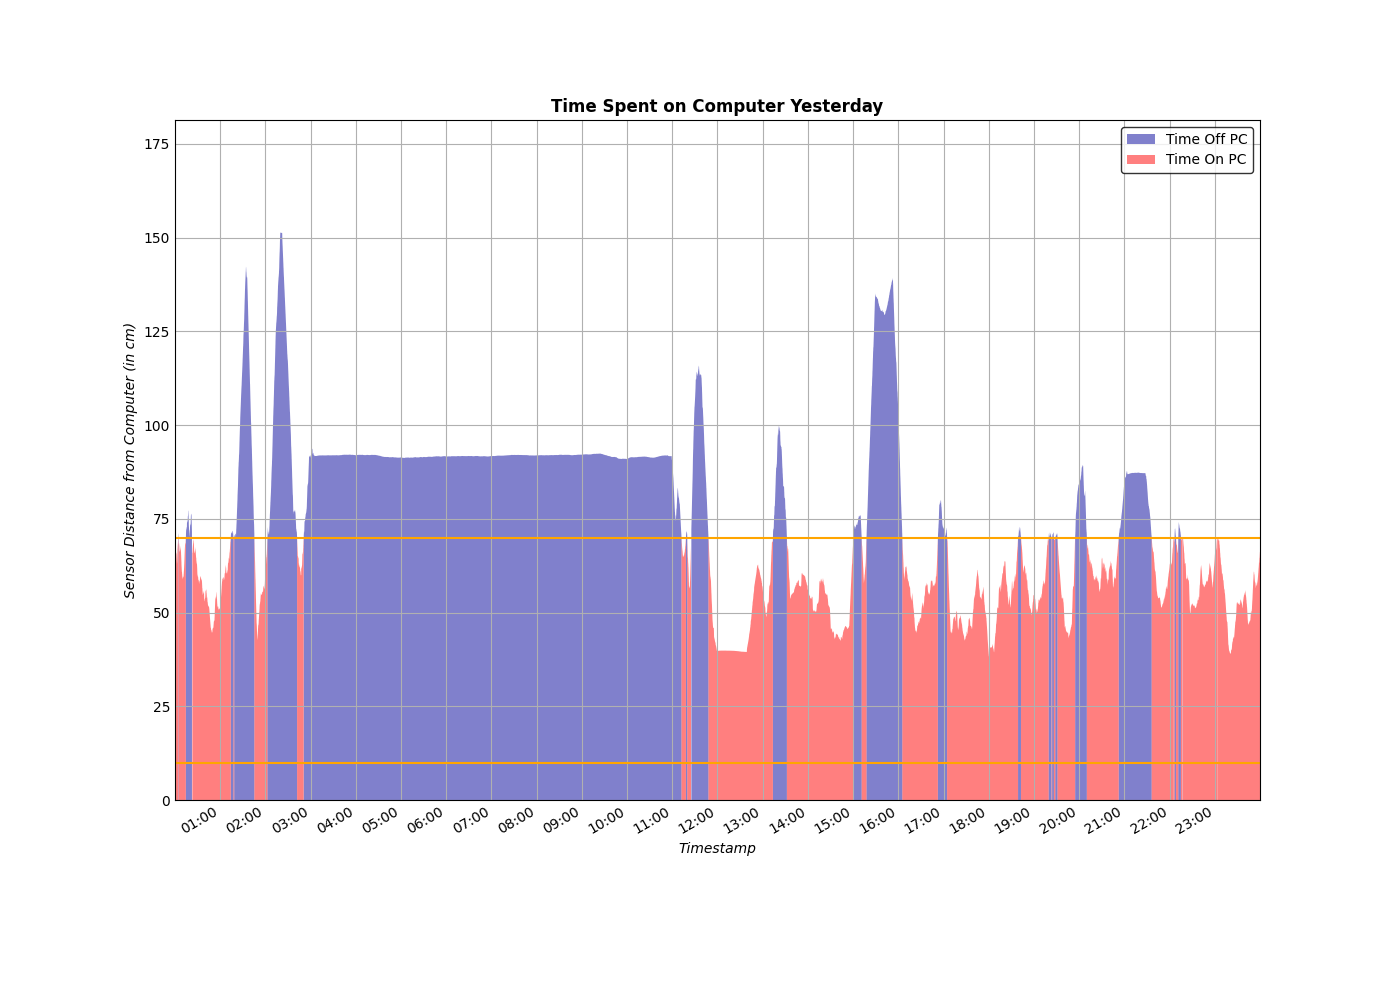 Time Spent on Computer Yesterday
Time Off PC
Time On PC
Sensor Distance from Computer (in cm)
175
150
125
100
75
50
25
0
01:00 02:00 03:00 04:00 05:00 06:00 07:00 08:00 09:00 10:00 11:00 12:00 13:00 14:00 15:00 16:00 17:00 18:00 19:00 20:00 21:00 22:00 23:00
Timestamp